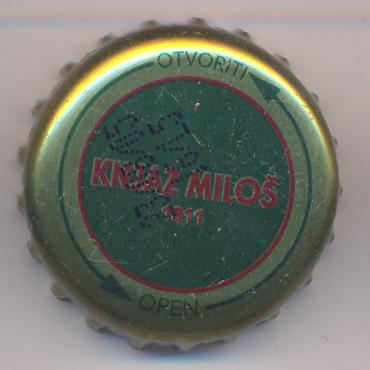 OTVORITI
KNJAZ MILOŠ
1811
OPEN